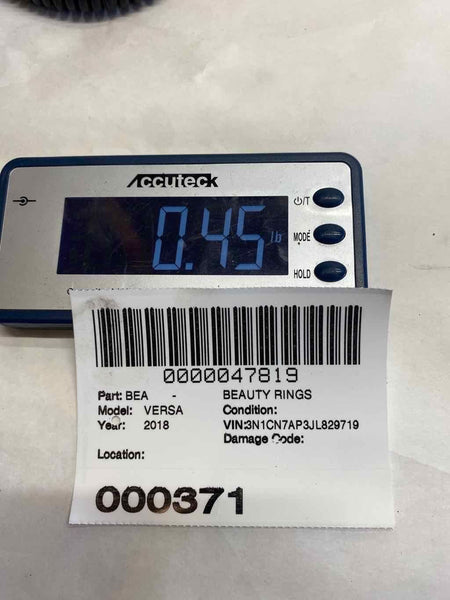 Accuteck
⏻/T
0.45 lb
MODE
HOLD
0000047819
Part: BEA - BEAUTY RINGS
Model: VERSA Condition:
Year: 2018 VIN:3N1CN7AP3JL829719
Damage Code:
Location:
000371